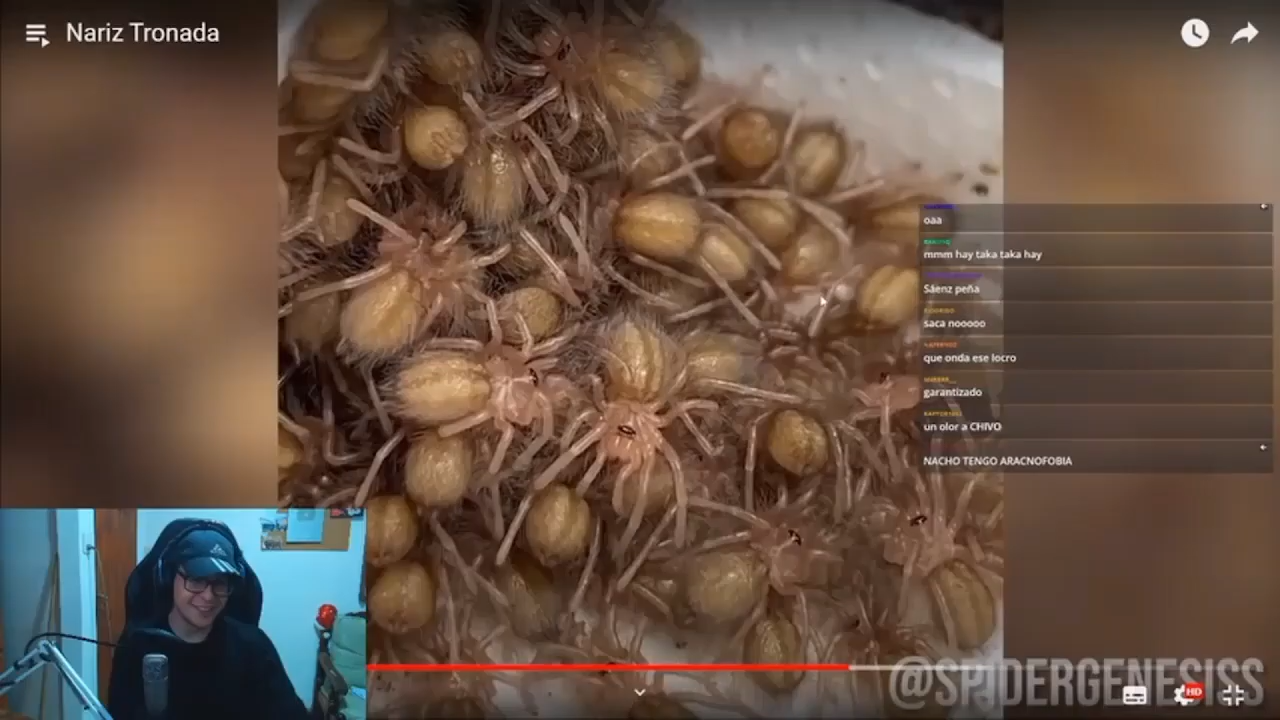 Nariz Tronada
oaa
mmm hay taka taka hay
Sáenz peña
saca nooooo
que onda ese locro
garantizado
un olor a CHIVO
NACHO TENGO ARACNOFOBIA
@SPIDERGENESISS
HD